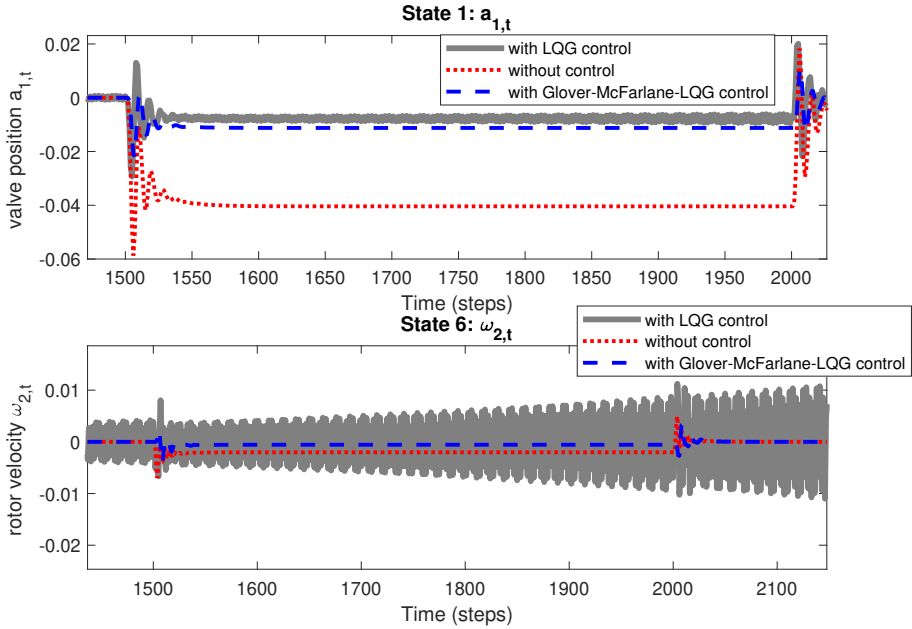 State 1: a1,t
with LQG control
without control
with Glover-McFarlane-LQG control
valve position a1,t
0.02
0
-0.02
-0.04
-0.06
1500 1550 1600 1650 1700 1750 1800 1850 1900 1950 2000
Time (steps)
State 6: ω2,t
with LQG control
without control
with Glover-McFarlane-LQG control
rotor velocity ω2,t
0.01
0
-0.01
-0.02
1500 1600 1700 1800 1900 2000 2100
Time (steps)